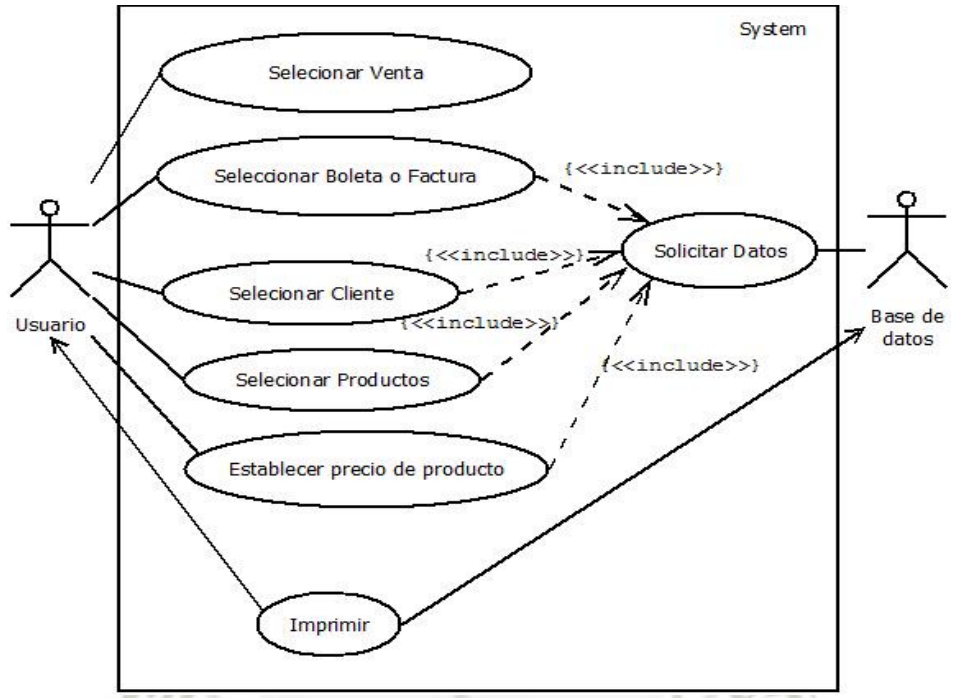 System
Selecionar Venta
Seleccionar Boleta o Factura
{<<include>>}
Solicitar Datos
{<<include>>}
Selecionar Cliente
{<<include>>}
Usuario
Base de
datos
Selecionar Productos
{<<include>>}
Establecer precio de producto
Imprimir